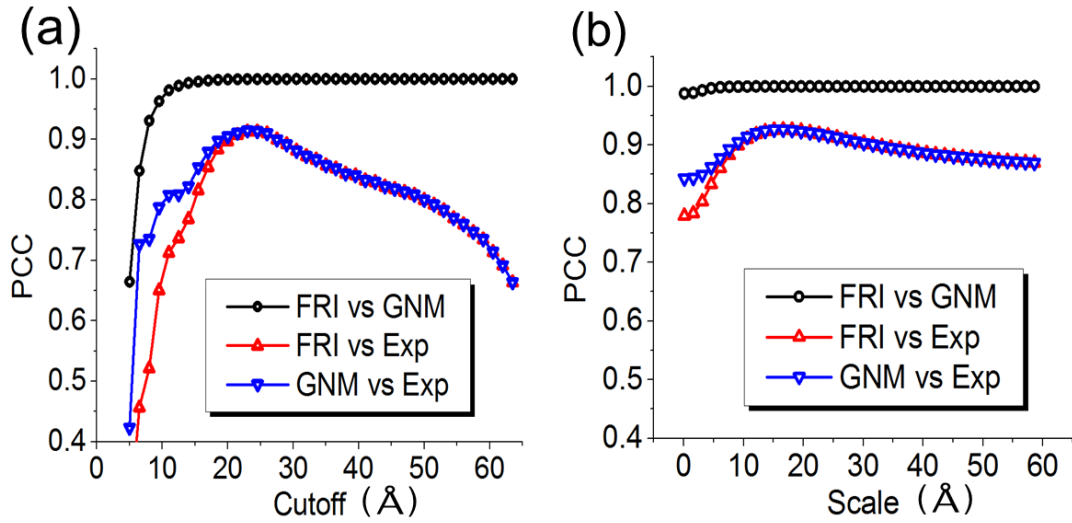 (a)
PCC
1.0
0.9
0.8
0.7
0.6
0.5
0.4
0 10 20 30 40 50 60
Cutoff (Å)
FRI vs GNM
FRI vs Exp
GNM vs Exp
(b)
PCC
1.0
0.9
0.8
0.7
0.6
0.5
0.4
0 10 20 30 40 50 60
Scale (Å)
FRI vs GNM
FRI vs Exp
GNM vs Exp